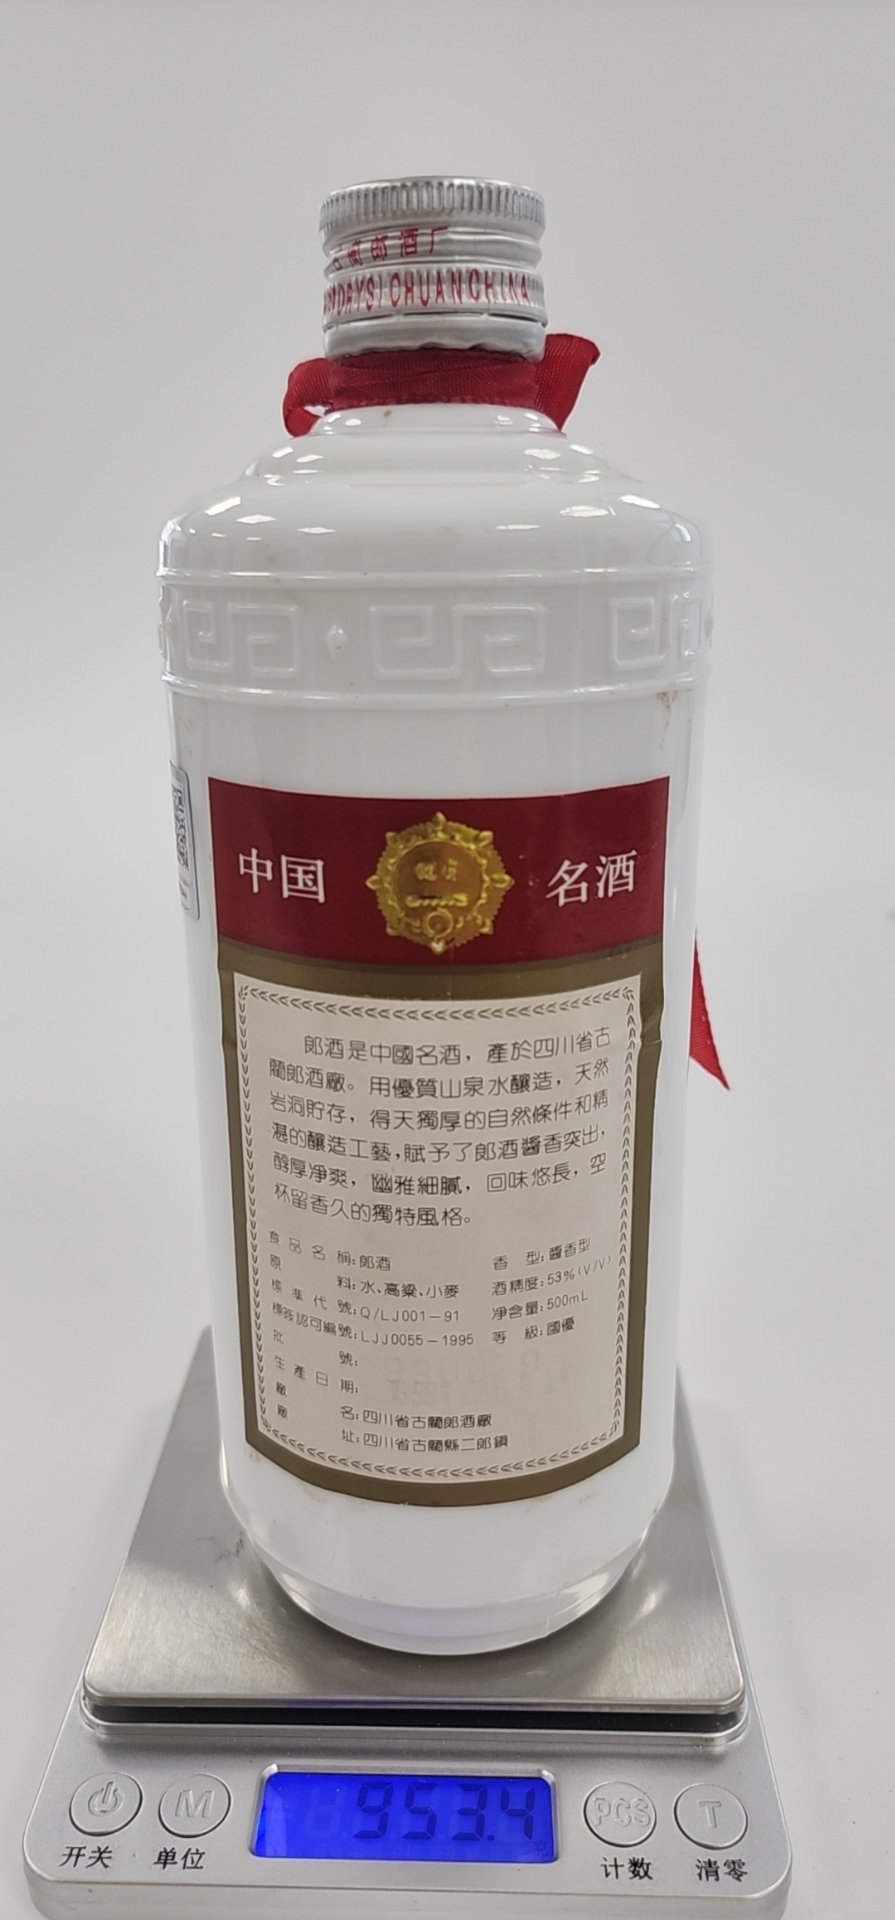 郎酒厂
SICHUANCHINA
中国 名酒
郎酒是中國名酒，產於四川省古
藺郎酒廠。用優質山泉水釀造，天然
岩洞貯存，得天獨厚的自然條件和精
湛的釀造工藝，賦予了郎酒醬香突出，
醇厚凈爽，幽雅細膩，回味悠長，空
杯留香久的獨特風格。
食品名稱：郎酒 香型：醬香型
原料：水、高粱、小麥 酒精度：53%(V/V)
標準代號：Q/LJ001-91 净含量：500mL
標簽認可編號：LJJ0055-1995 等級：國優
批號：
生產日期：
廠名：四川省古藺郎酒廠
廠址：四川省古藺縣二郎鎮
953.4
克
M PCS T
开关 单位 计数 清零